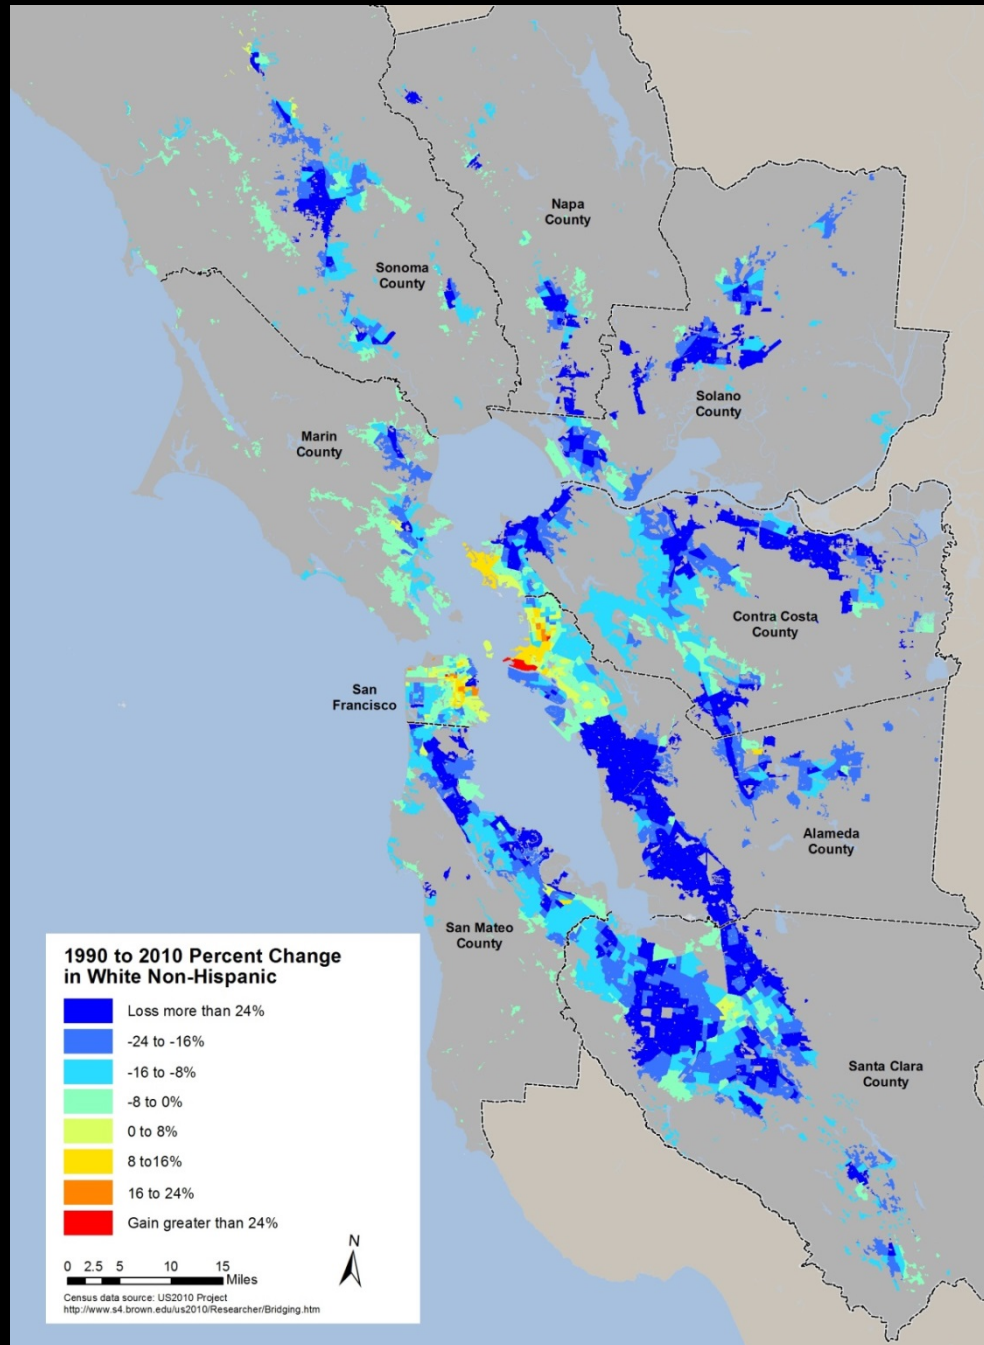 Napa
County
Sonoma
County
Solano
County
Marin
County
Contra Costa
County
San
Francisco
Alameda
County
San Mateo
County
Santa Clara
County
1990 to 2010 Percent Change
in White Non-Hispanic
Loss more than 24%
-24 to -16%
-16 to -8%
-8 to 0%
0 to 8%
8 to16%
16 to 24%
Gain greater than 24%
N
0 2.5 5 10 15
Miles
Census data source: US2010 Project
http://www.s4.brown.edu/us2010/Researcher/Bridging.htm